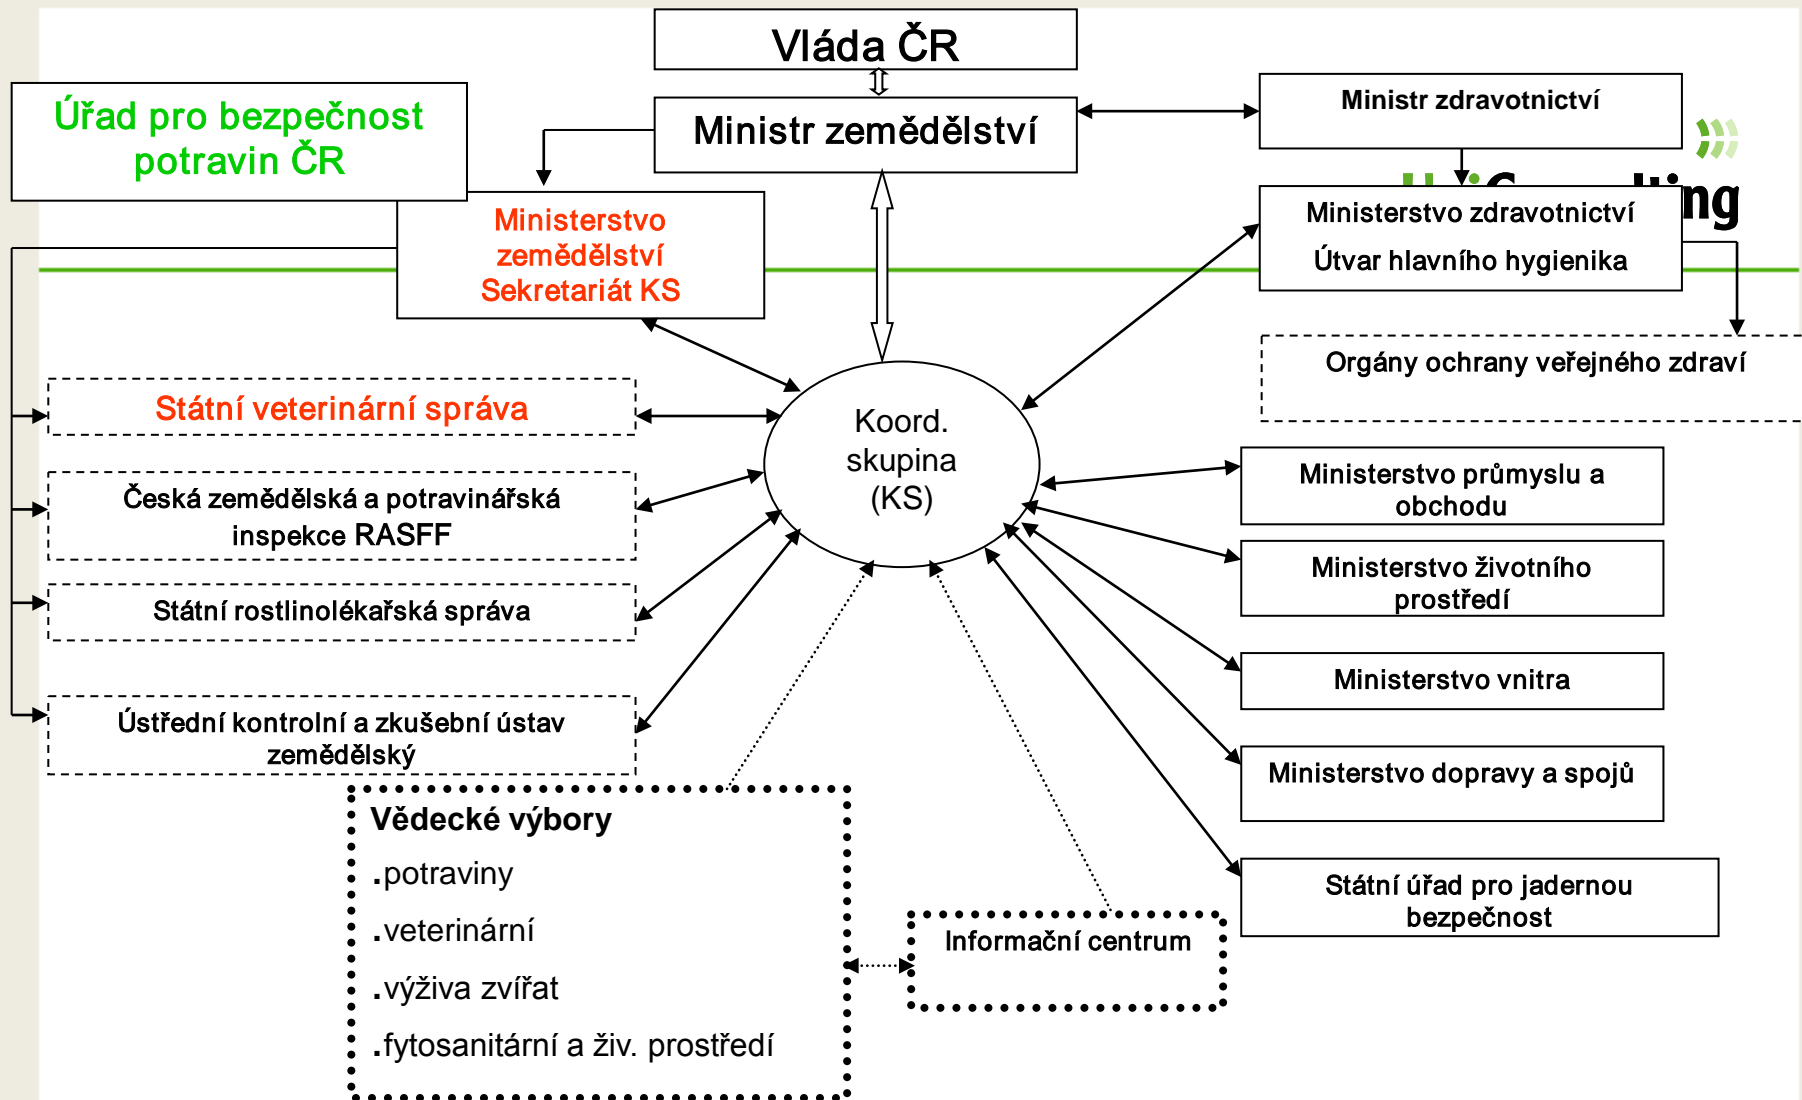 Vláda ČR
Úřad pro bezpečnost
potravin ČR
Ministr zemědělství
Ministr zdravotnictví
Ministerstvo
zemědělství
Sekretariát KS
Ministerstvo zdravotnictví
Útvar hlavního hygienika
Orgány ochrany veřejného zdraví
Státní veterinární správa
Koord.
skupina
(KS)
Česká zemědělská a potravinářská
inspekce RASFF
Ministerstvo průmyslu a
obchodu
Státní rostlinolékařská správa
Ministerstvo životního
prostředí
Ministerstvo vnitra
Ústřední kontrolní a zkušební ústav
zemědělský
Ministerstvo dopravy a spojů
Vědecké výbory
.potraviny
.veterinární
.výživa zvířat
.fytosanitární a živ. prostředí
Informační centrum
Státní úřad pro jadernou
bezpečnost